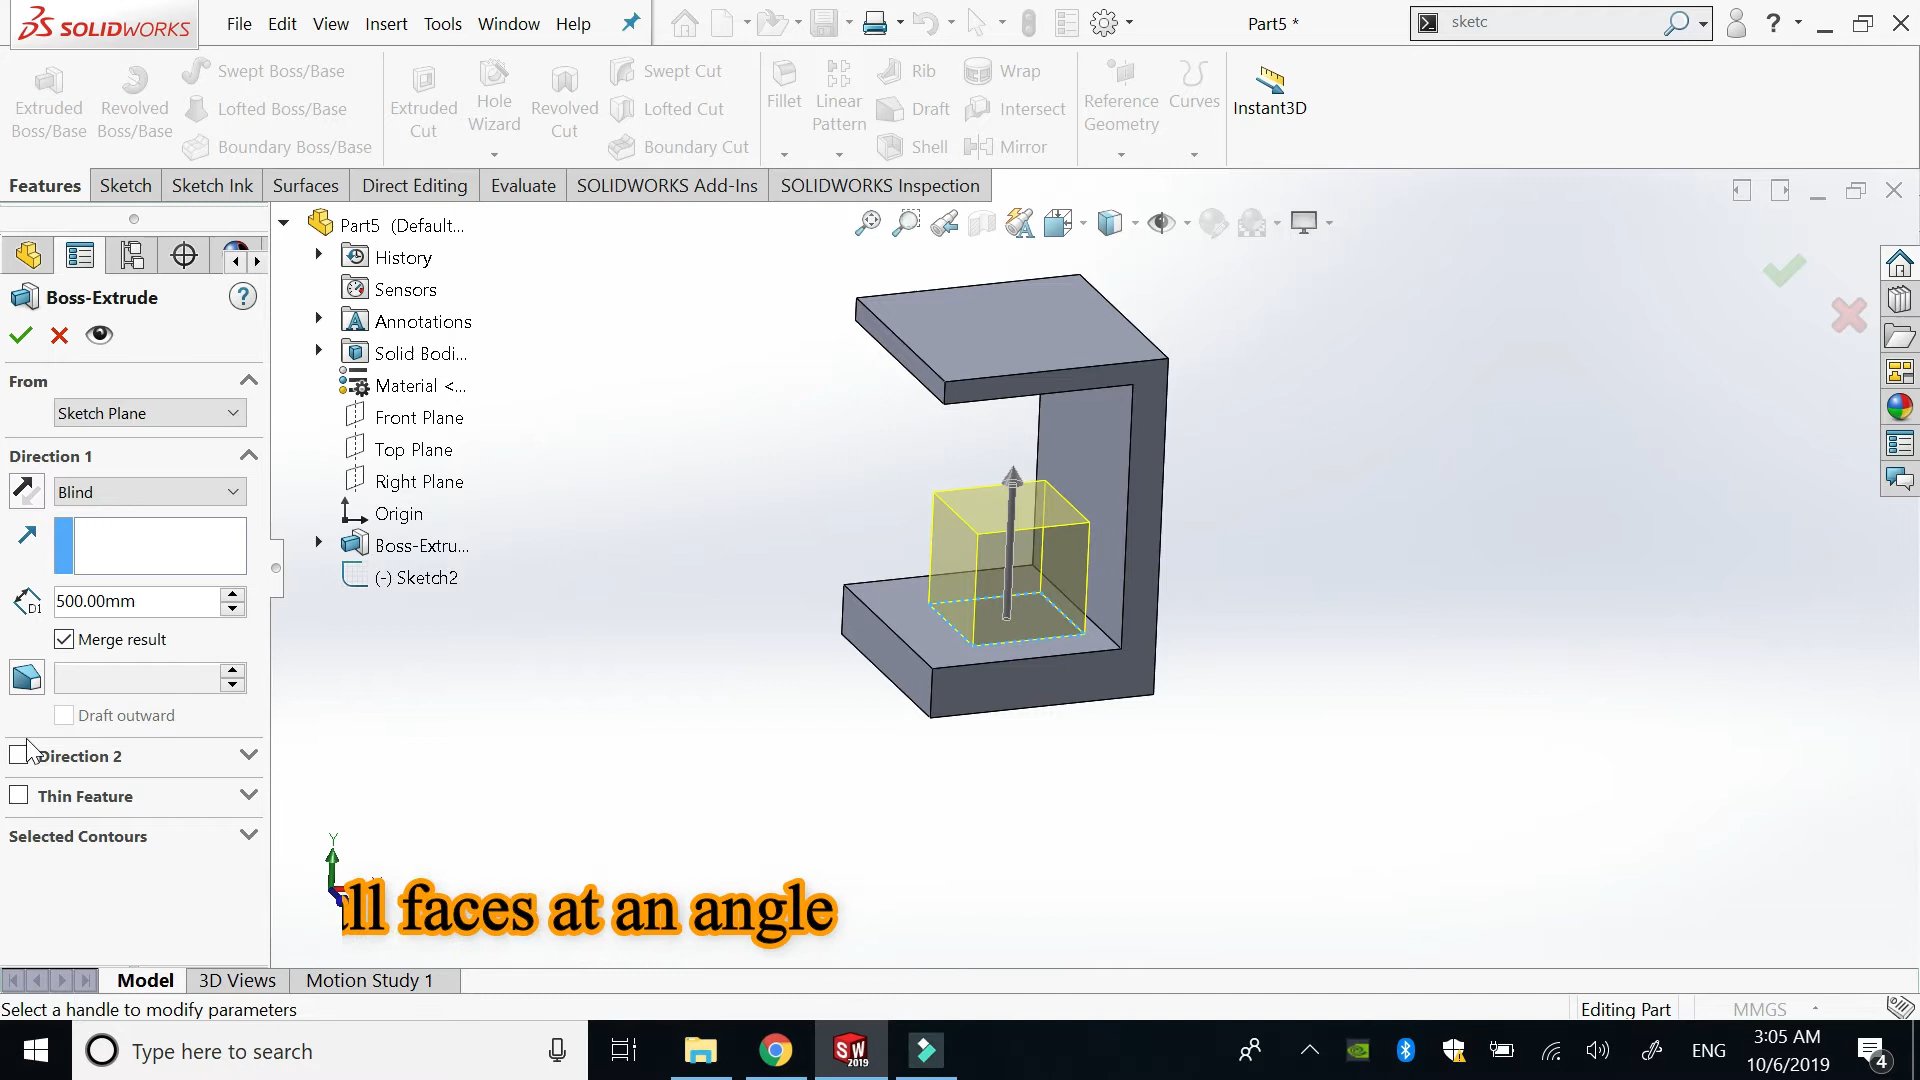 SOLIDWORKS
File Edit View Insert Tools Window Help
Part5 *
sketc
Extruded Boss/Base
Revolved Boss/Base
Swept Boss/Base
Lofted Boss/Base
Boundary Boss/Base
Extruded Cut
Hole Wizard
Revolved Cut
Swept Cut
Lofted Cut
Boundary Cut
Fillet
Linear Pattern
Rib
Draft
Shell
Wrap
Intersect
Mirror
Reference Geometry
Curves
Instant3D
Features Sketch Sketch Ink Surfaces Direct Editing Evaluate SOLIDWORKS Add-Ins SOLIDWORKS Inspection
Boss-Extrude
From
Sketch Plane
Direction 1
Blind
D1
500.00mm
Merge result
Draft outward
Direction 2
Thin Feature
Selected Contours
Part5 (Default...
History
Sensors
Annotations
Solid Bodi...
Material <...
Front Plane
Top Plane
Right Plane
Origin
Boss-Extru...
(-) Sketch2
Y
ll faces at an angle
Model 3D Views Motion Study 1
Select a handle to modify parameters
Editing Part
MMGS
Type here to search
SW
2019
ENG
3:05 AM
10/6/2019
4